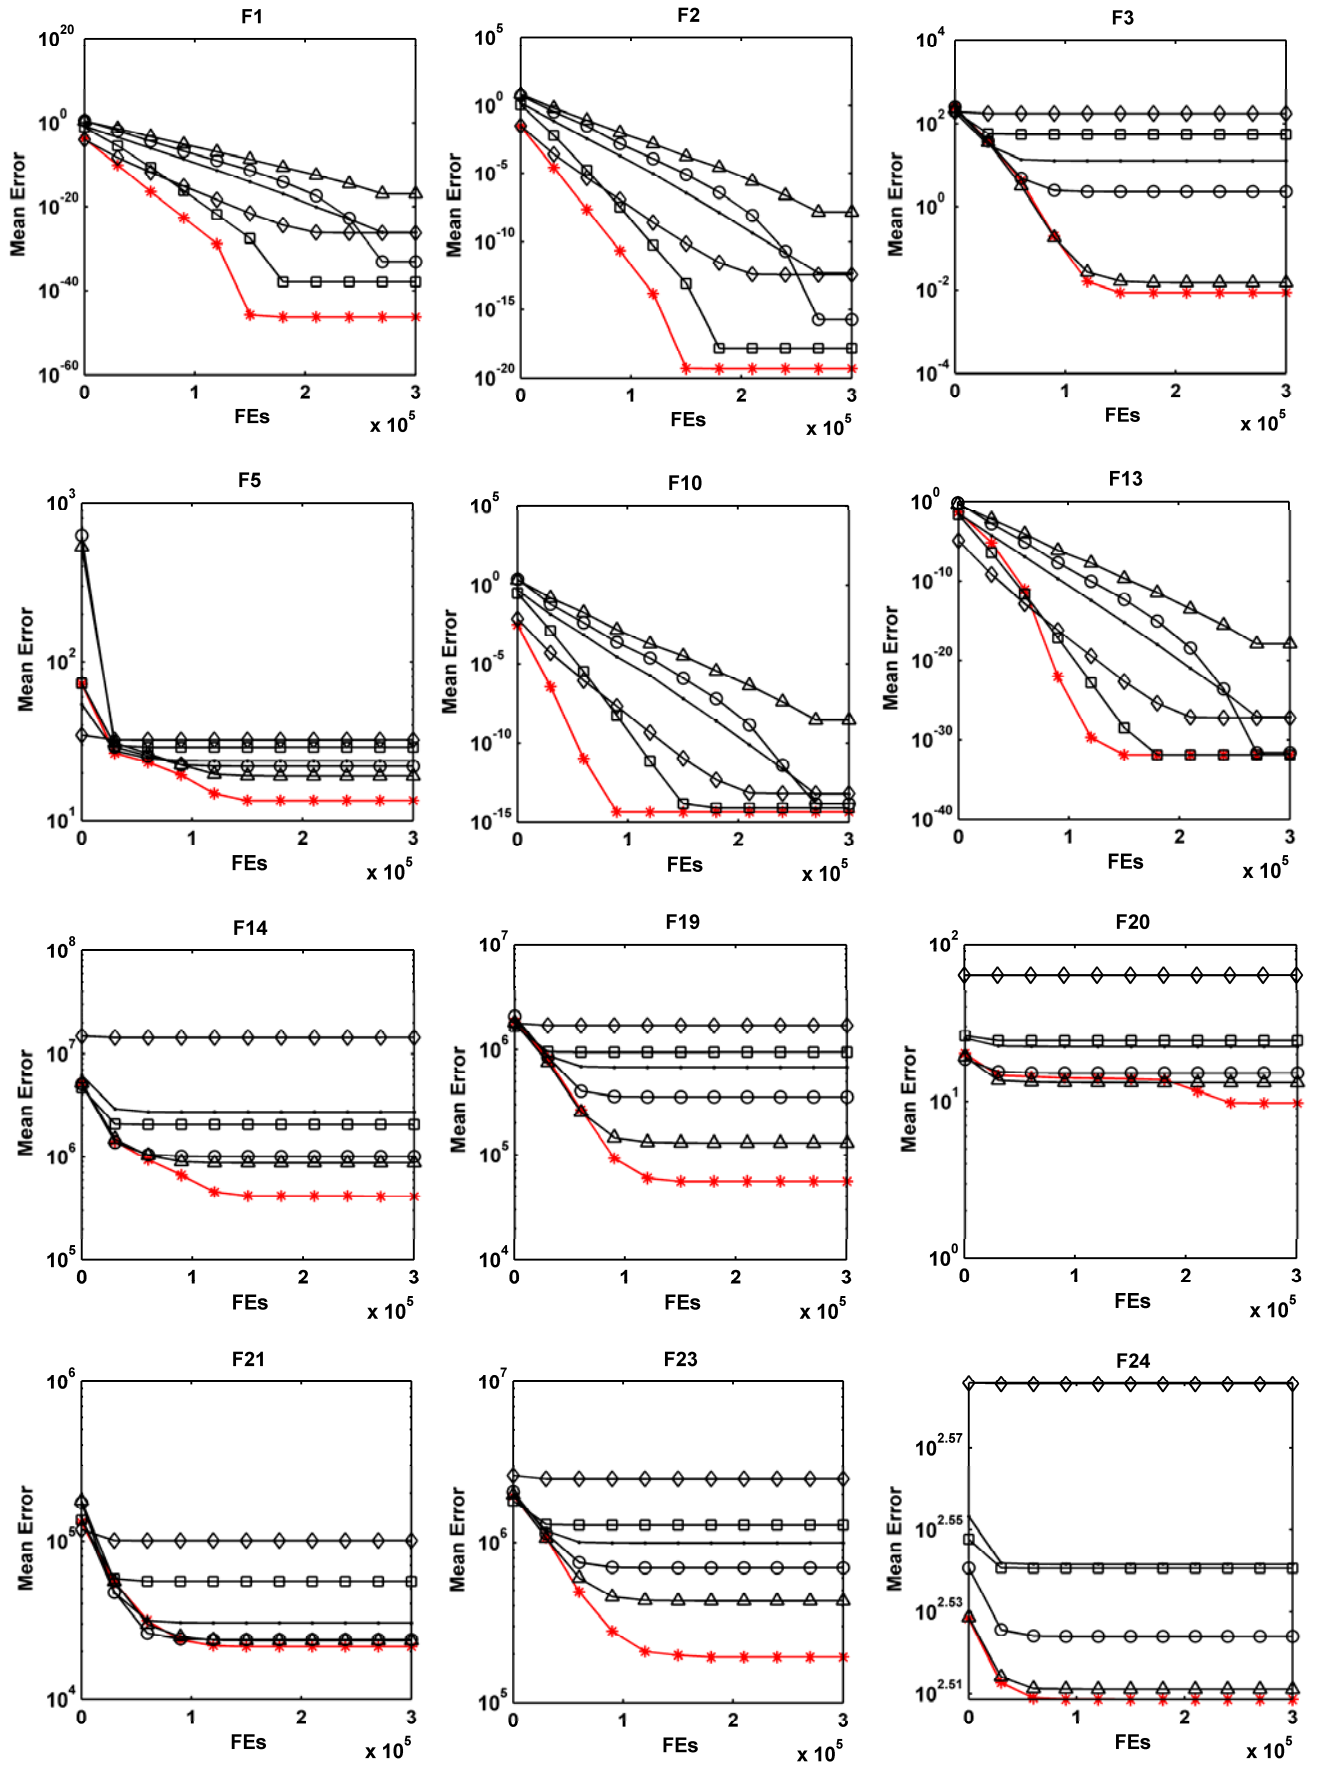 F1
10^20
10^0
10^-20
10^-40
10^-60
Mean Error
0 1 2 3
FEs
x 10^5
F2
10^5
10^0
10^-5
10^-10
10^-15
10^-20
Mean Error
0 1 2 3
FEs
x 10^5
F3
10^4
10^2
10^0
10^-2
10^-4
Mean Error
0 1 2 3
FEs
x 10^5
F5
10^3
10^2
10^1
Mean Error
0 1 2 3
FEs
x 10^5
F10
10^5
10^0
10^-5
10^-10
10^-15
Mean Error
0 1 2 3
FEs
x 10^5
F13
10^0
10^-10
10^-20
10^-30
10^-40
Mean Error
0 1 2 3
FEs
x 10^5
F14
10^8
10^7
10^6
10^5
Mean Error
0 1 2 3
FEs
x 10^5
F19
10^7
10^6
10^5
10^4
Mean Error
0 1 2 3
FEs
x 10^5
F20
10^2
10^1
10^0
Mean Error
0 1 2 3
FEs
x 10^5
F21
10^6
10^5
10^4
Mean Error
0 1 2 3
FEs
x 10^5
F23
10^7
10^6
10^5
Mean Error
0 1 2 3
FEs
x 10^5
F24
10^2.57
10^2.55
10^2.53
10^2.51
Mean Error
0 1 2 3
FEs
x 10^5